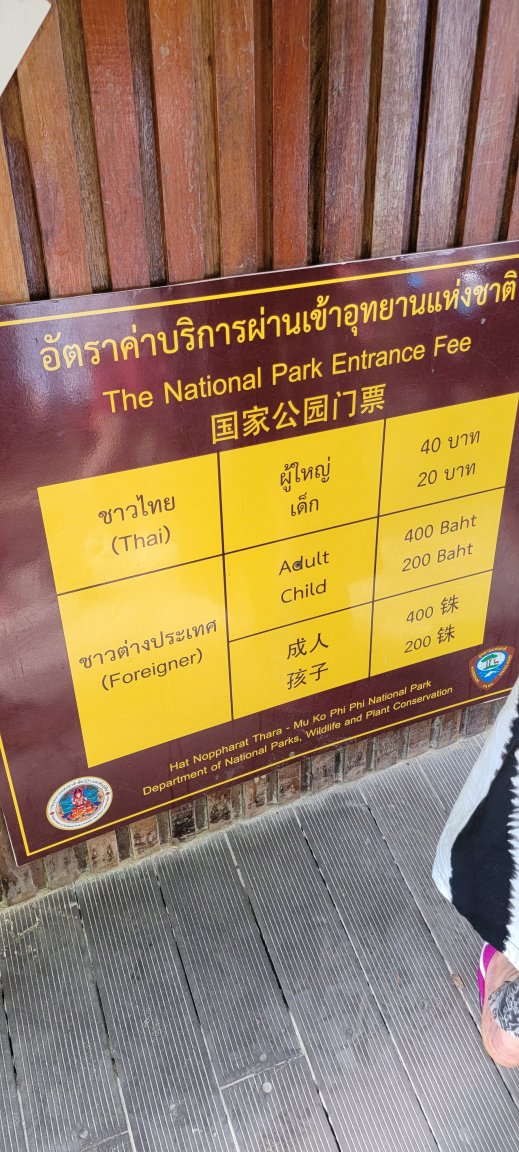 อัตราค่าบริการผ่านเข้าอุทยานแห่งชาติ
The National Park Entrance Fee
国家公园门票
ชาวไทย
(Thai)
ผู้ใหญ่
เด็ก
40 บาท
20 บาท
ชาวต่างประเทศ
(Foreigner)
Adult
Child
400 Baht
200 Baht
成人
孩子
400 铢
200 铢
Hat Noppharat Thara - Mu Ko Phi Phi National Park
Department of National Parks, Wildlife and Plant Conservation